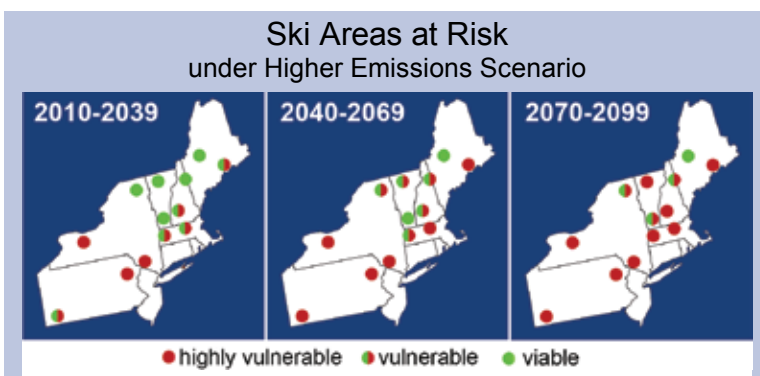 Ski Areas at Risk
under Higher Emissions Scenario
2010-2039 2040-2069 2070-2099
highly vulnerable vulnerable viable